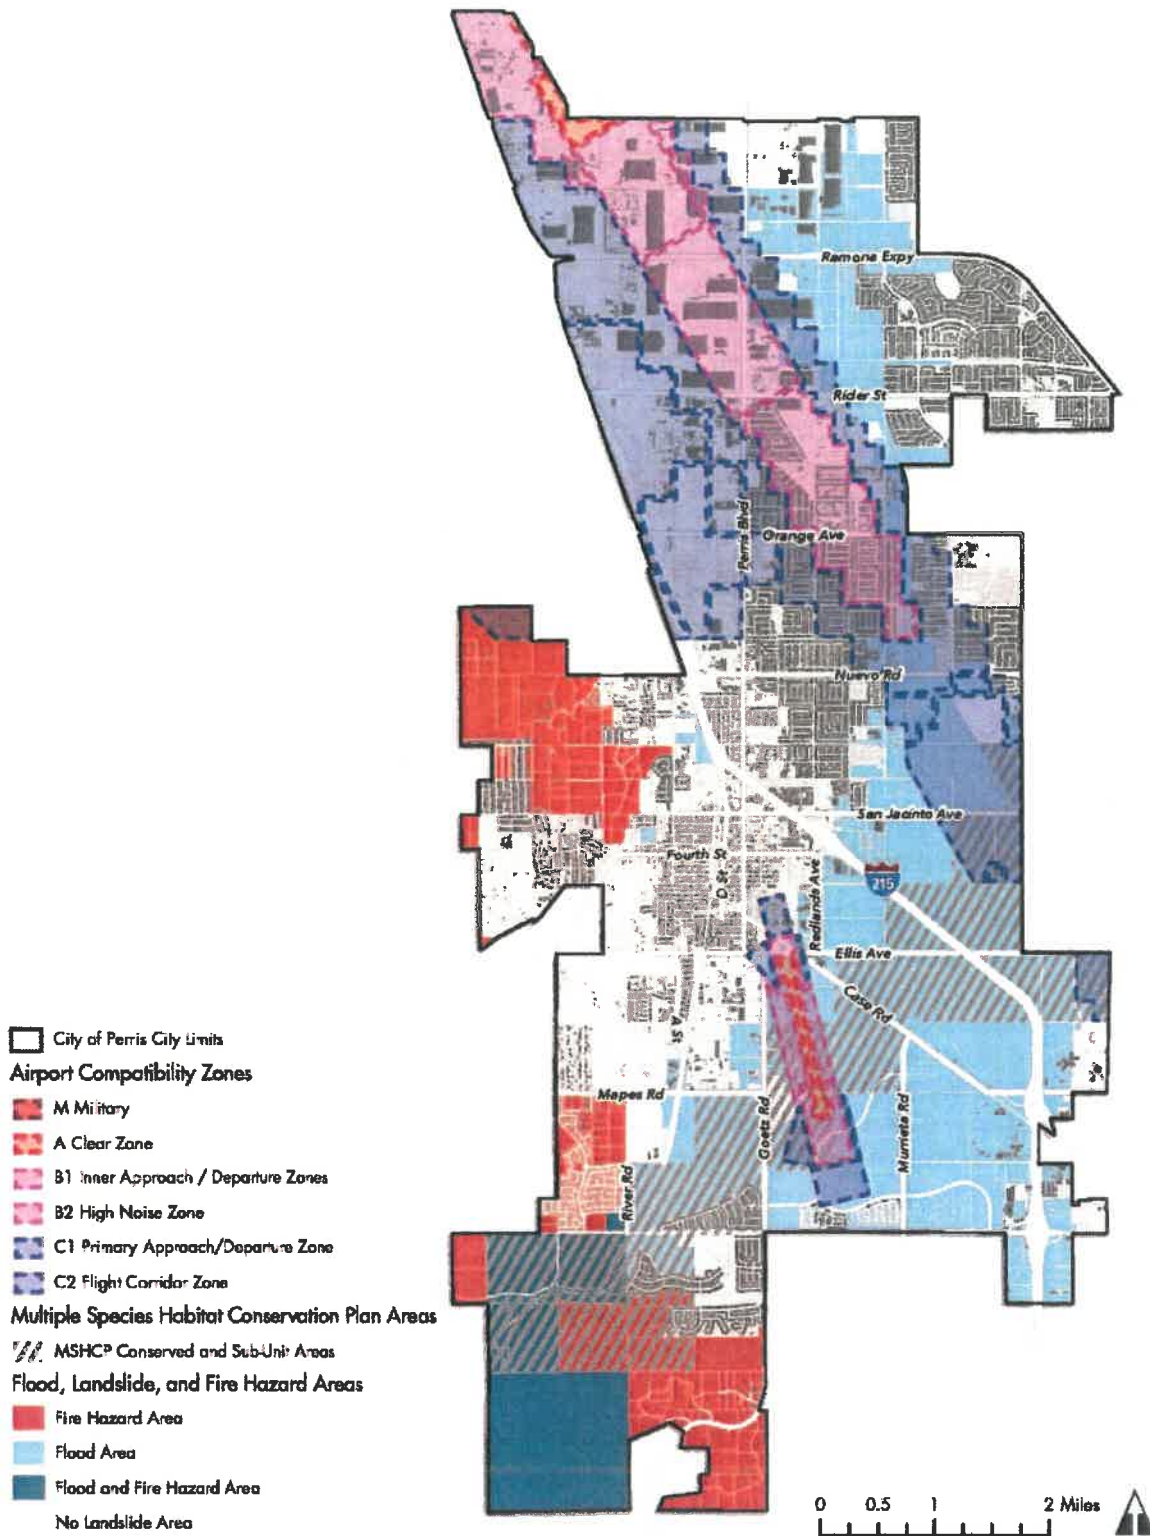 Ramona Expy
Rider St
Perris Blvd
Orange Ave
Nuevo Rd
San Jacinto Ave
Fourth St
D St
Redlands Ave
215
Ellis Ave
Case Rd
A St
Mapes Rd
Goetz Rd
Murrieta Rd
River Rd
City of Perris City Limits
Airport Compatibility Zones
M Military
A Clear Zone
B1 Inner Approach / Departure Zones
B2 High Noise Zone
C1 Primary Approach/Departure Zone
C2 Flight Corridor Zone
Multiple Species Habitat Conservation Plan Areas
MSHCP Conserved and Sub-Unit Areas
Flood, Landslide, and Fire Hazard Areas
Fire Hazard Area
Flood Area
Flood and Fire Hazard Area
No Landslide Area
0 0.5 1 2 Miles